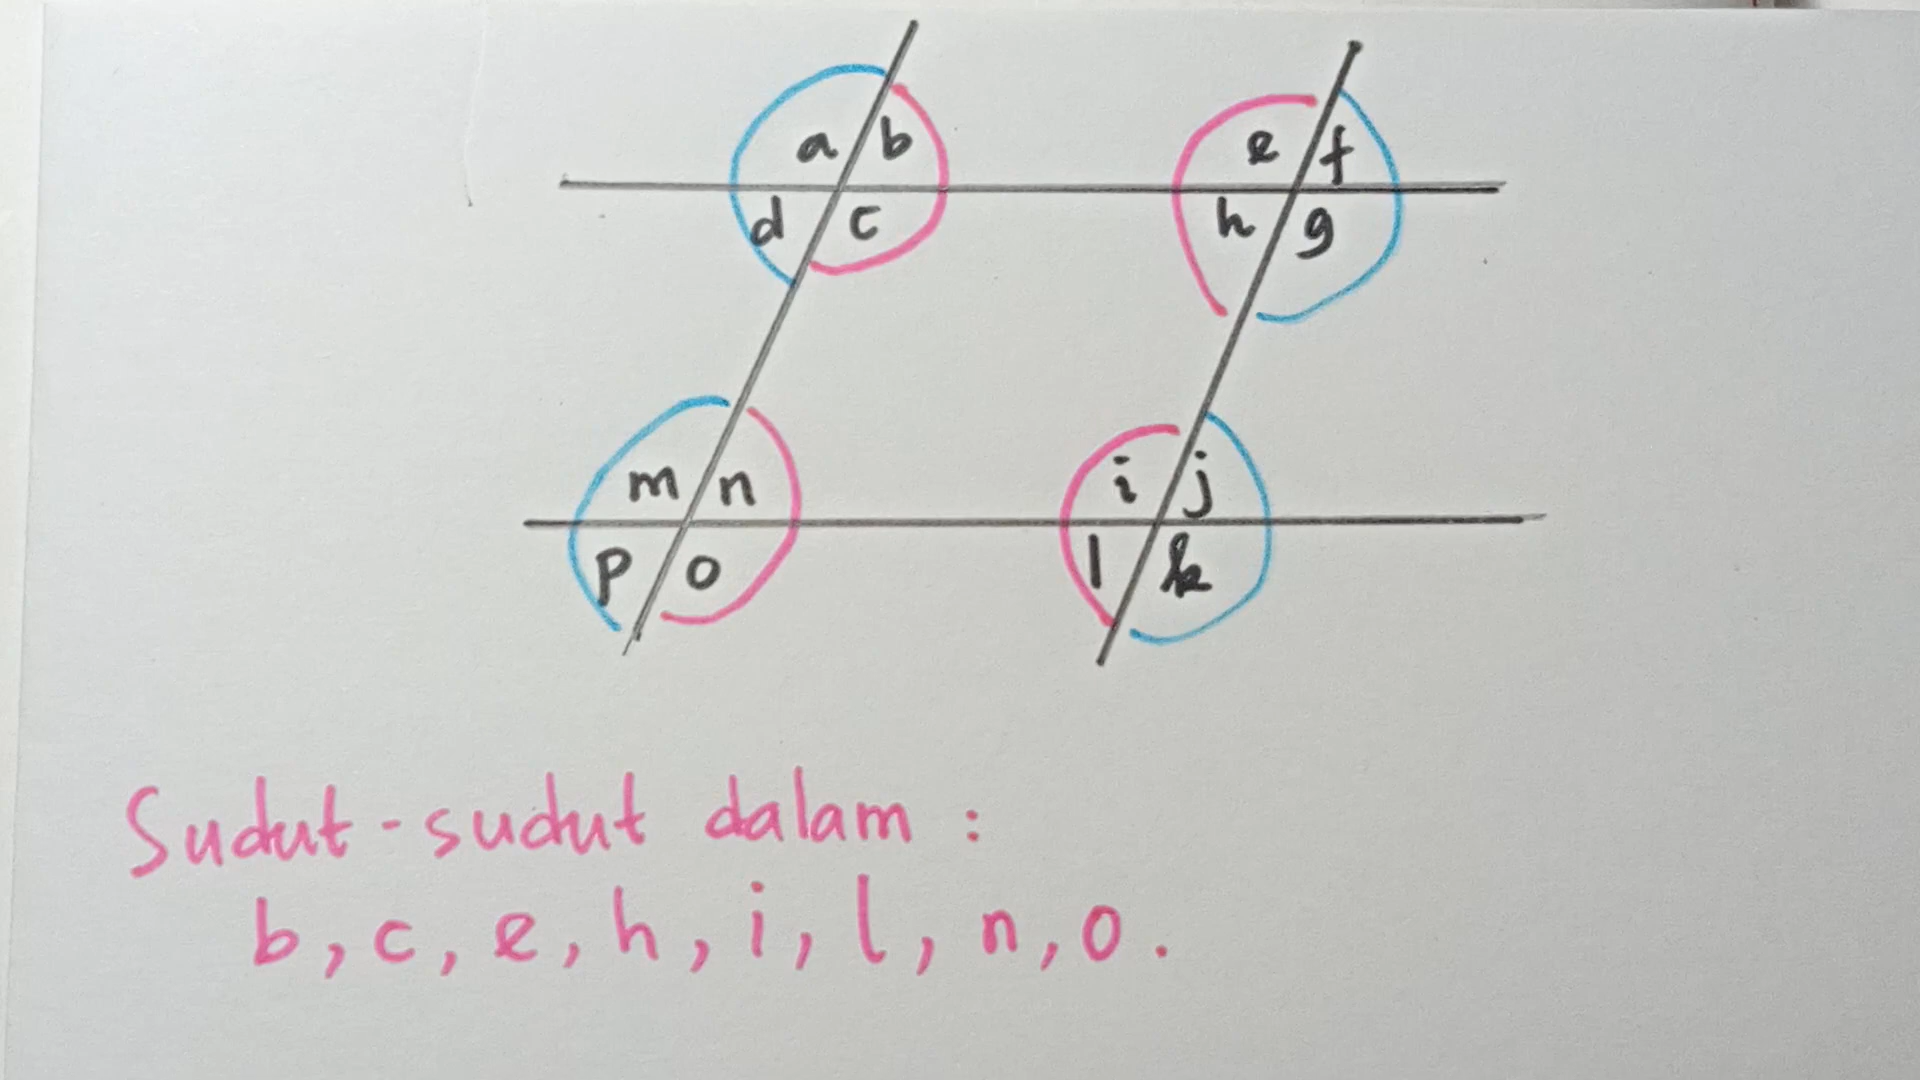 a b
e f
d c
h g
m n
i j
p o
l k
Sudut-sudut dalam :
b, c, e, h, i, l, n, o.